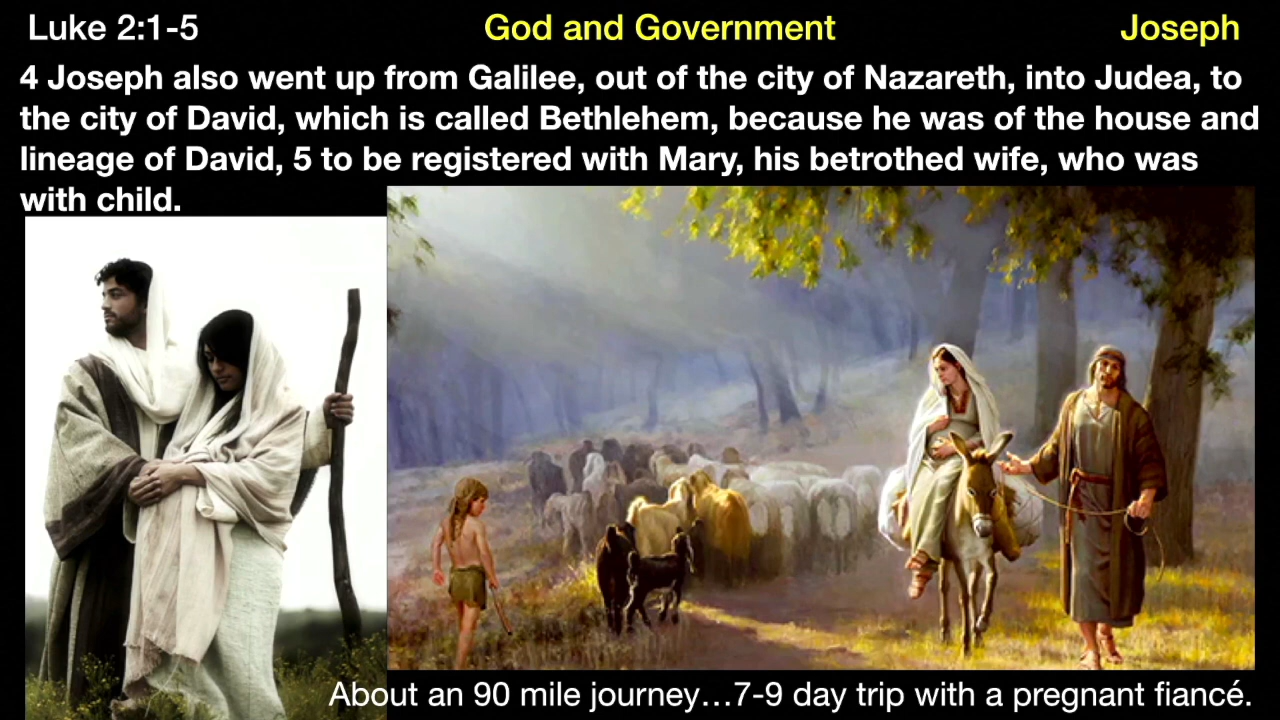 Luke 2:1-5 God and Government Joseph
4 Joseph also went up from Galilee, out of the city of Nazareth, into Judea, to
the city of David, which is called Bethlehem, because he was of the house and
lineage of David, 5 to be registered with Mary, his betrothed wife, who was
with child.
About an 90 mile journey…7-9 day trip with a pregnant fiancé.